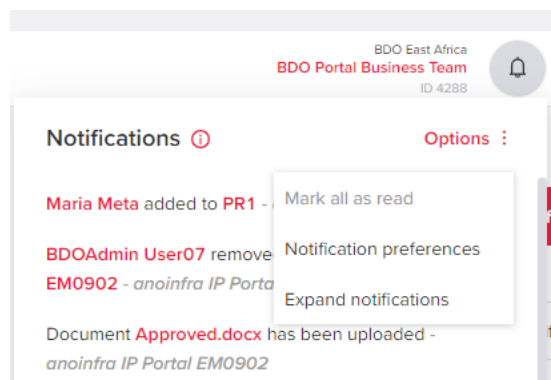 BDO East Africa
BDO Portal Business Team
ID 4288
Notifications
Options
Maria Meta added to PR1 -
Mark all as read
BDOAdmin User07 remove
Notification preferences
EM0902 - anoinfra IP Porta
Expand notifications
Document Approved.docx has been uploaded -
anoinfra IP Portal EM0902